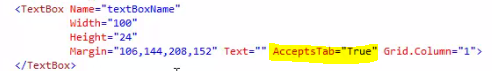 <TextBox Name="textBoxName"
Width="100"
Height="24"
Margin="106,144,208,152" Text="" AcceptsTab="True" Grid.Column="1">
</TextBox>